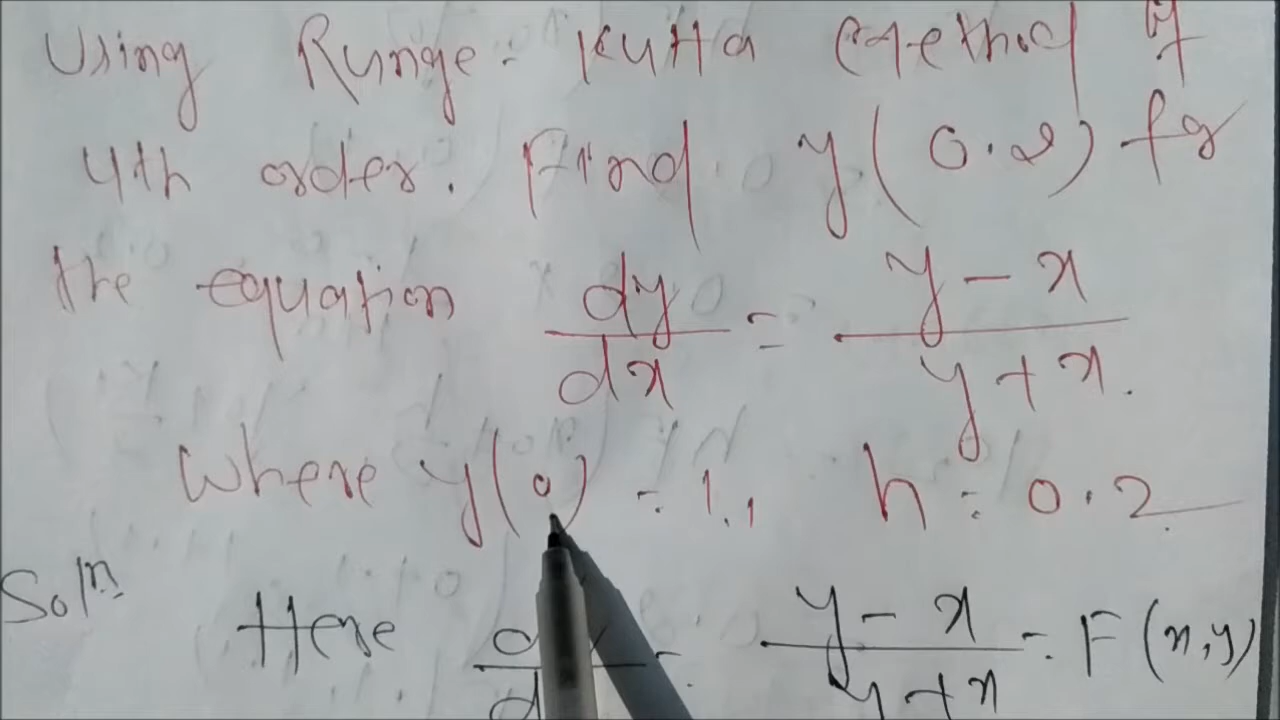 Using Runge-Kutta method of
4th order. Find y(0.2) for
the equation dy/dx = y-x/y+x.
Where y(0) = 1, h = 0.2
Sol^n Here d = y-x/y+x = F(x,y)